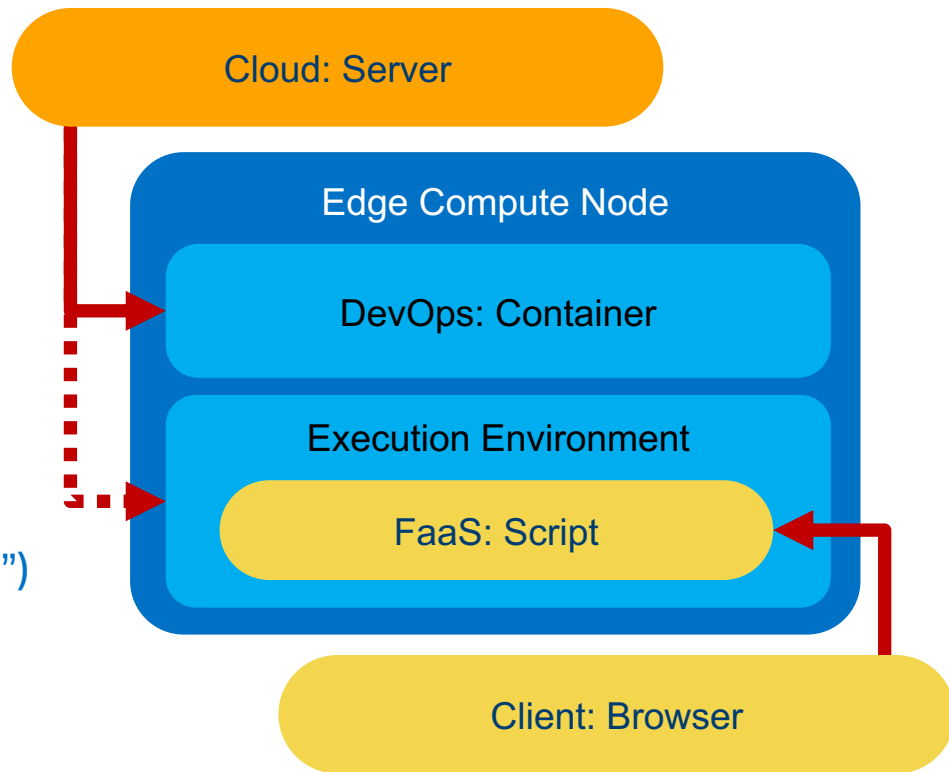 Cloud: Server
Edge Compute Node
DevOps: Container
Execution Environment
FaaS: Script
”)
Client: Browser